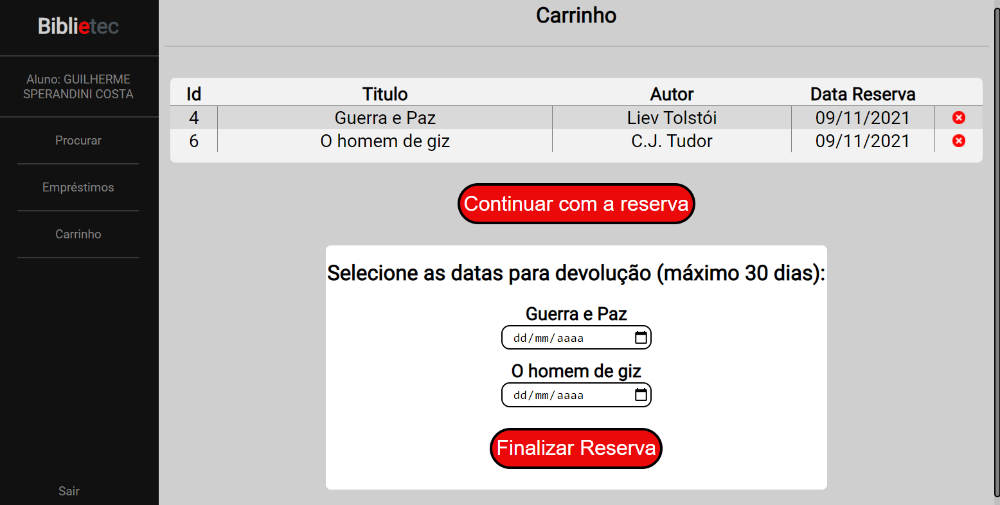 Biblietec
Aluno: GUILHERME
SPERANDINI COSTA
Procurar
Empréstimos
Carrinho
Sair
Carrinho
Id Titulo Autor Data Reserva
4 Guerra e Paz Liev Tolstói 09/11/2021
6 O homem de giz C.J. Tudor 09/11/2021
Continuar com a reserva
Selecione as datas para devolução (máximo 30 dias):
Guerra e Paz
dd/mm/aaaa
O homem de giz
dd/mm/aaaa
Finalizar Reserva